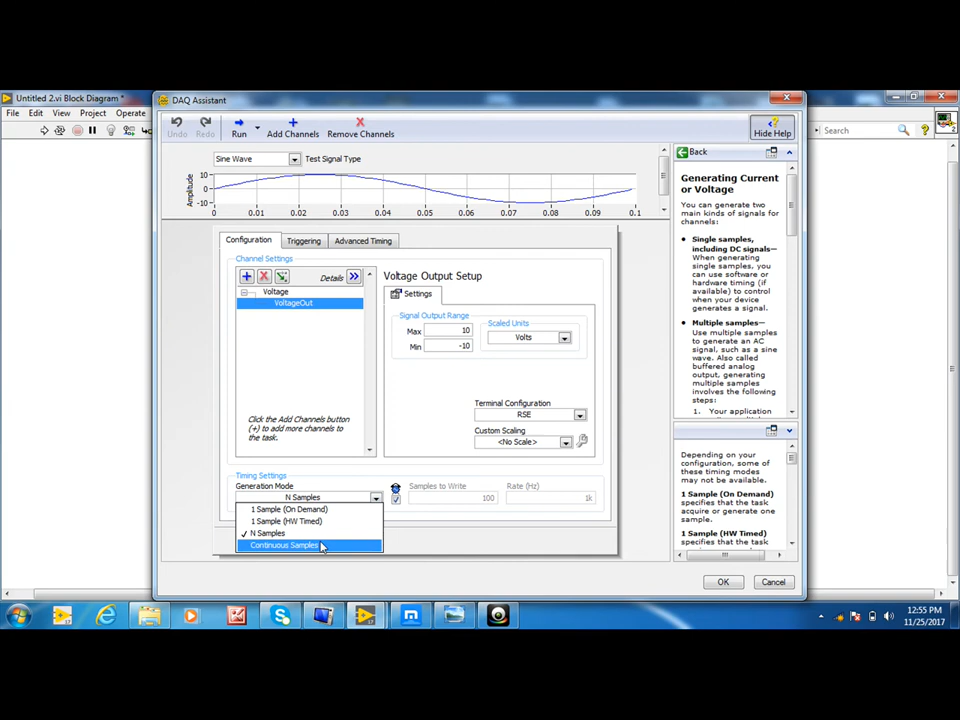 Untitled 2.vi Block Diagram *
File Edit View Project Operate
Search
DAQ Assistant
Undo Redo Run Add Channels Remove Channels
Hide Help
Sine Wave Test Signal Type
Amplitude
10
0
-10
0 0.01 0.02 0.03 0.04 0.05 0.06 0.07 0.08 0.09 0.1
Configuration Triggering Advanced Timing
Channel Settings
Details
Voltage
VoltageOut
Click the Add Channels button
(+) to add more channels to
the task.
Voltage Output Setup
Settings
Signal Output Range
Max 10
Min -10
Scaled Units
Volts
Terminal Configuration
RSE
Custom Scaling
<No Scale>
Timing Settings
Generation Mode Samples to Write Rate (Hz)
N Samples 100 1k
1 Sample (On Demand)
1 Sample (HW Timed)
N Samples
Continuous Samples
OK Cancel
Back
Generating Current
or Voltage
You can generate two
main kinds of signals for
channels:
Single samples,
including DC signals—
When generating
single samples, you
can use software or
hardware timing (if
available) to control
when your device
generates a signal.
Multiple samples—
Use multiple samples
to generate an AC
signal, such as a sine
wave. Also called
buffered analog
output, generating
multiple samples
involves the following
steps:
1. Your application
Depending on your
configuration, some of
these timing modes
may not be available.
1 Sample (On Demand)
specifies that the task
acquire or generate one
sample.
1 Sample (HW Timed)
specifies that the task
12:55 PM
11/25/2017